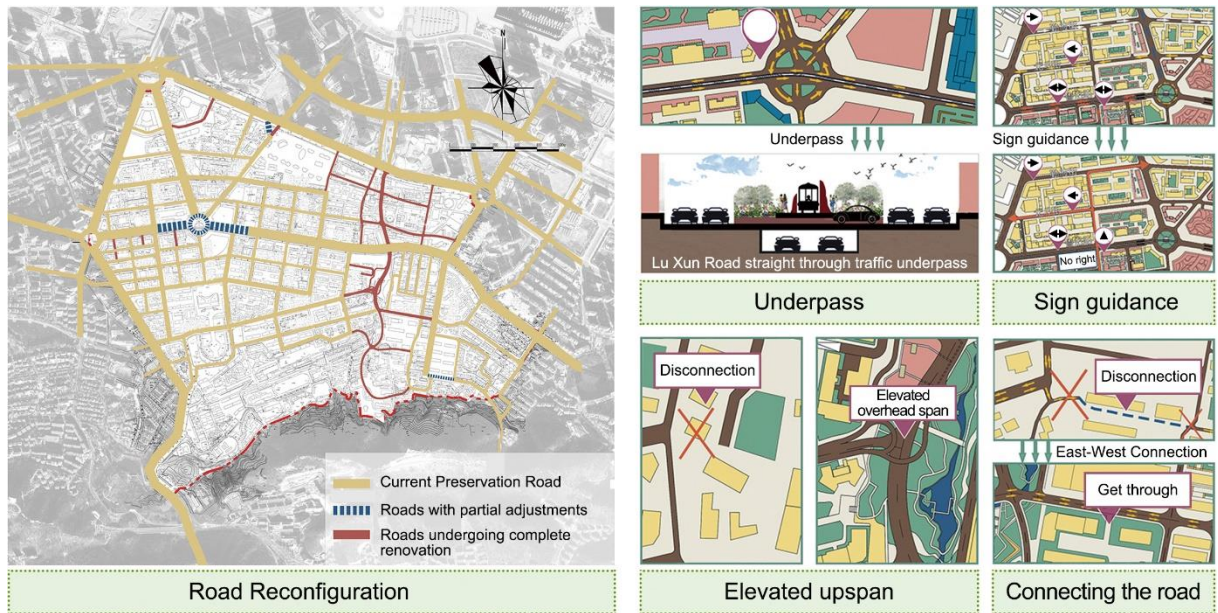 N
Current Preservation Road
Roads with partial adjustments
Roads undergoing complete
renovation
Road Reconfiguration
Underpass
Lu Xun Road straight through traffic underpass
Underpass
Sign guidance
No right
Sign guidance
Disconnection
Elevated
overhead span
Elevated upspan
Disconnection
East-West Connection
Get through
Connecting the road